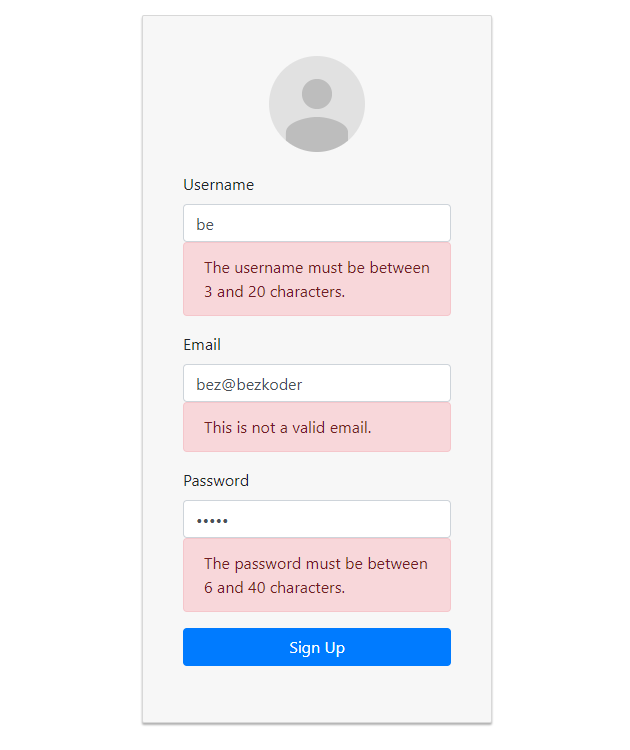 Username
be
The username must be between
3 and 20 characters.
Email
bez@bezkoder
This is not a valid email.
Password
•••••
The password must be between
6 and 40 characters.
Sign Up